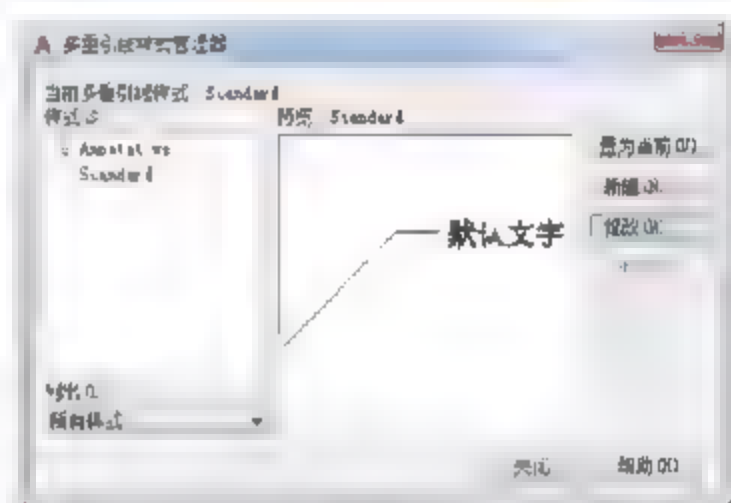 多重引线样式管理器
当前多重引线样式 Standard
样式(S)
预览 Standard
Annotative
Standard
默认文字
置为当前(U)
新建(N)
修改(M)
列出(L)
所有样式
关闭
帮助(H)